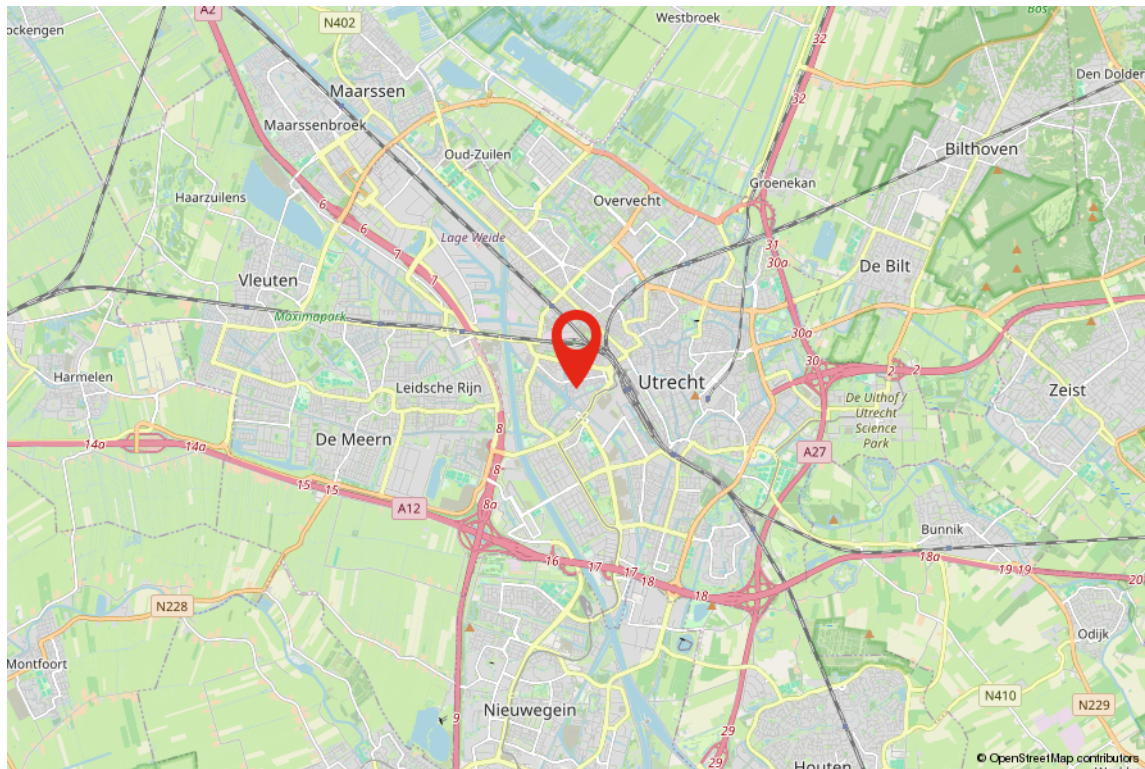 A2
N402
Westbroek
Bos
ockengen
32
Den Dolder
Maarssen
32
Maarssenbroek
Oud-Zuilen
Bilthoven
Groenekan
Haarzuilens
Overvecht
6
6
Lage Weide
7
31
30a
De Bilt
7
Vleuten
Máximapark
30a
30
2
2
Harmelen
Leidsche Rijn
Utrecht
De Uithof /
Utrecht
Science
Park
Zeist
8
De Meern
14a
14a
A27
8
15
15
8a
A12
Bunnik
16
17
17
18
18
18a
19
19
20
N228
Odijk
Montfoort
Nieuwegein
N410
N229
9
29
29
Houten
© OpenStreetMap contributors